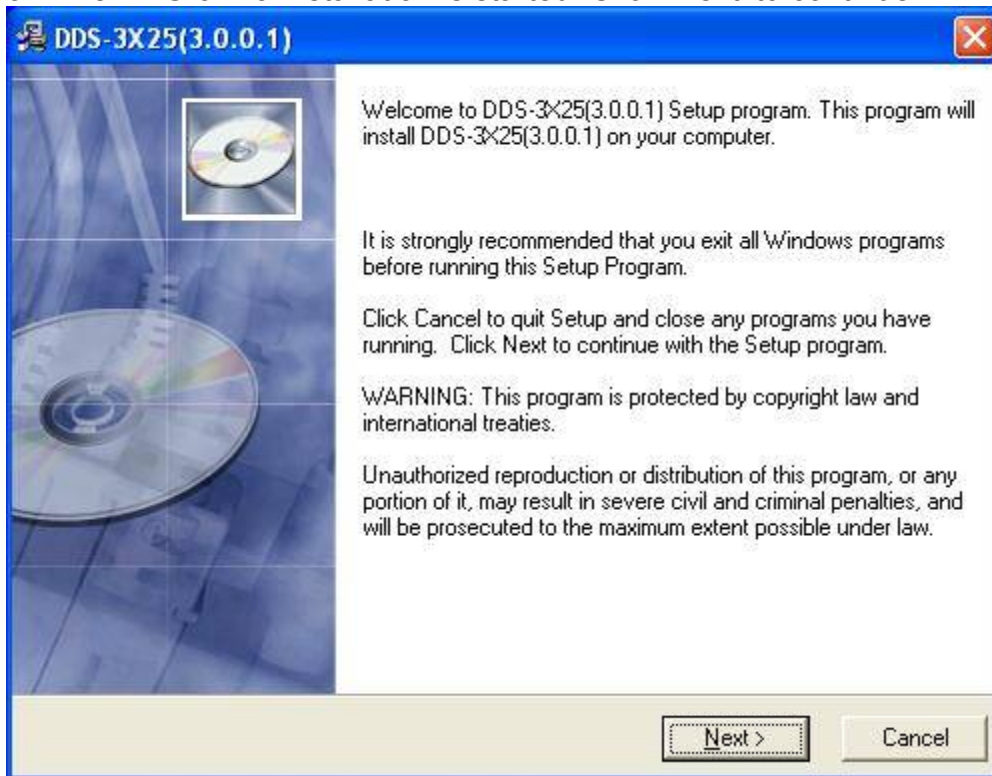 DDS-3X25(3.0.0.1)
Welcome to DDS-3X25(3.0.0.1) Setup program. This program will
install DDS-3X25(3.0.0.1) on your computer.
It is strongly recommended that you exit all Windows programs
before running this Setup Program.
Click Cancel to quit Setup and close any programs you have
running. Click Next to continue with the Setup program.
WARNING: This program is protected by copyright law and
international treaties.
Unauthorized reproduction or distribution of this program, or any
portion of it, may result in severe civil and criminal penalties, and
will be prosecuted to the maximum extent possible under law.
Next >
Cancel